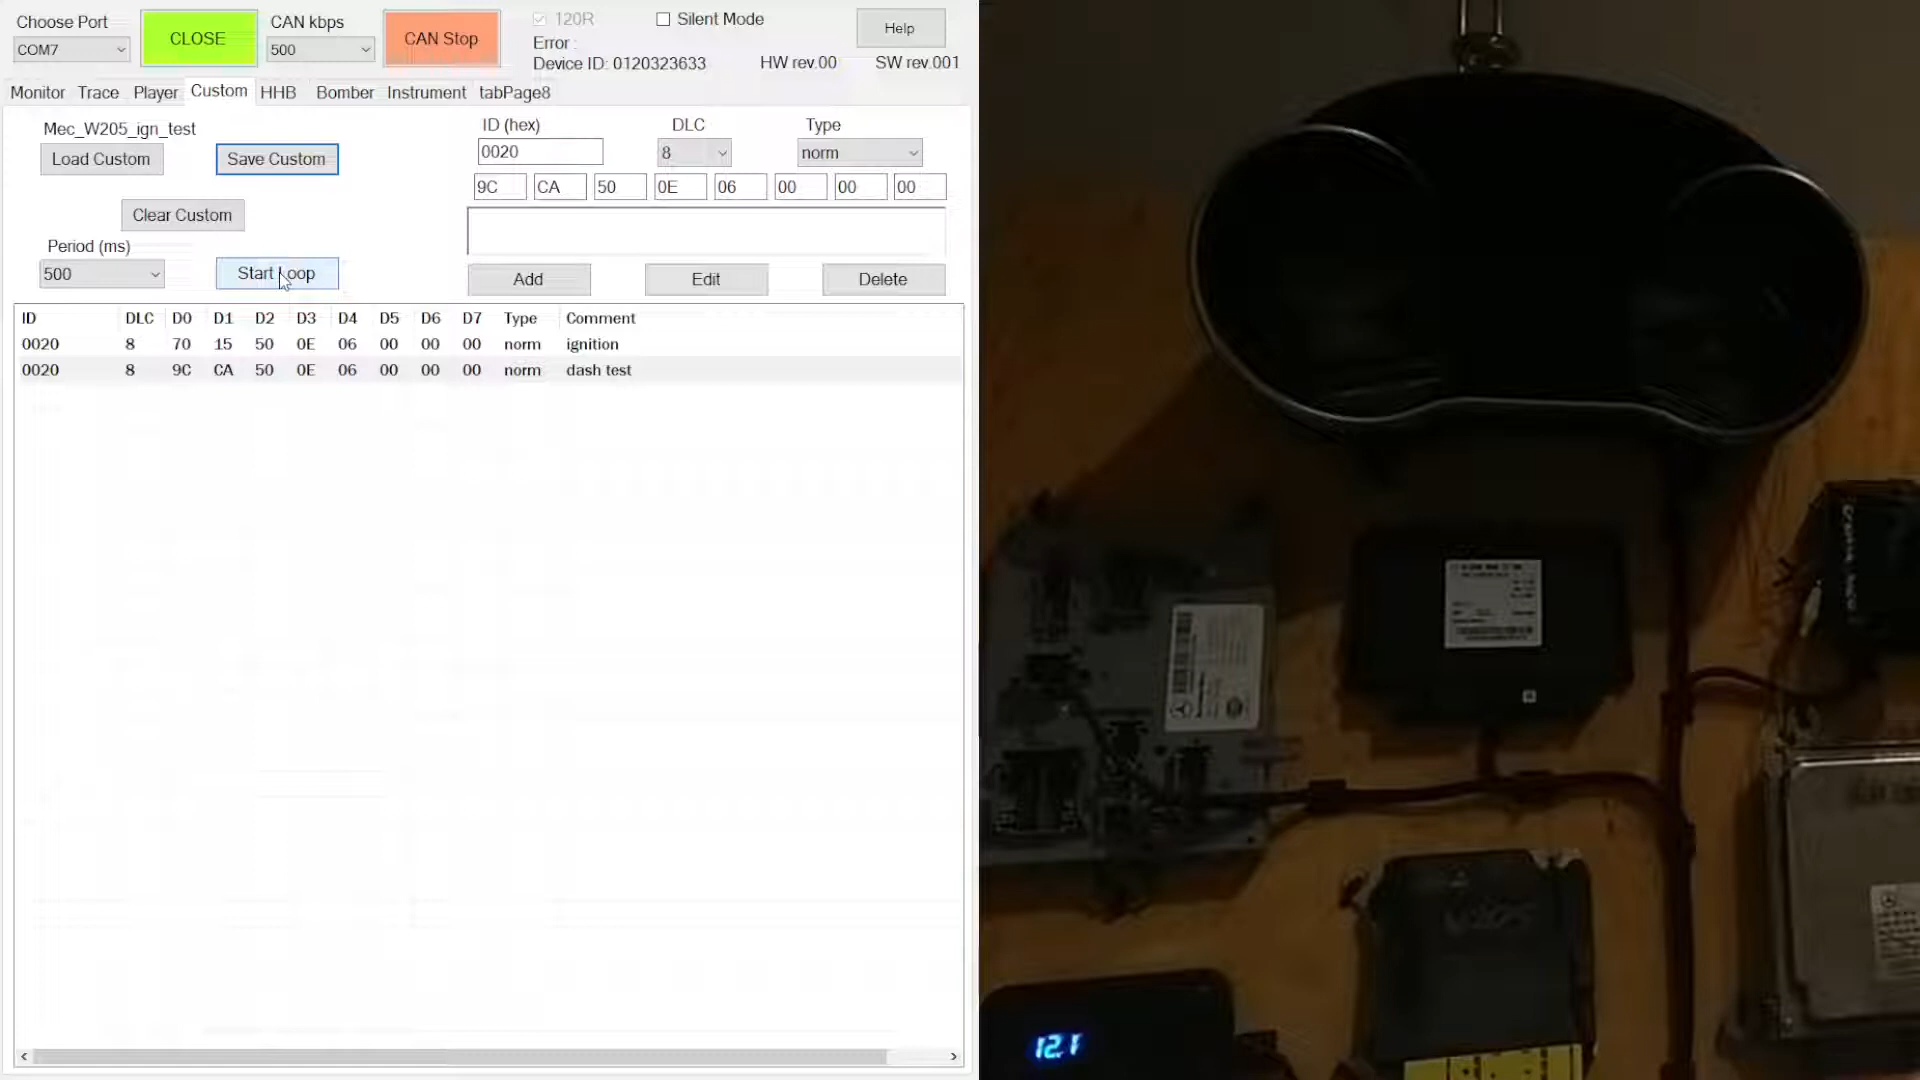 Choose Port
CAN kbps
120R
Silent Mode
COM7
CLOSE
500
CAN Stop
Error :
Help
Device ID: 0120323633
HW rev.00
SW rev.001
Monitor
Trace
Player
Custom
HHB
Bomber
Instrument
tabPage8
Mec_W205_ign_test
Load Custom
Save Custom
Clear Custom
Period (ms)
500
Start Loop
ID (hex)
DLC
Type
0020
8
norm
9C CA 50 0E 06 00 00 00
Add
Edit
Delete
ID DLC D0 D1 D2 D3 D4 D5 D6 D7 Type Comment
0020 8 70 15 50 0E 06 00 00 00 norm ignition
0020 8 9C CA 50 0E 06 00 00 00 norm dash test
W205
12.1